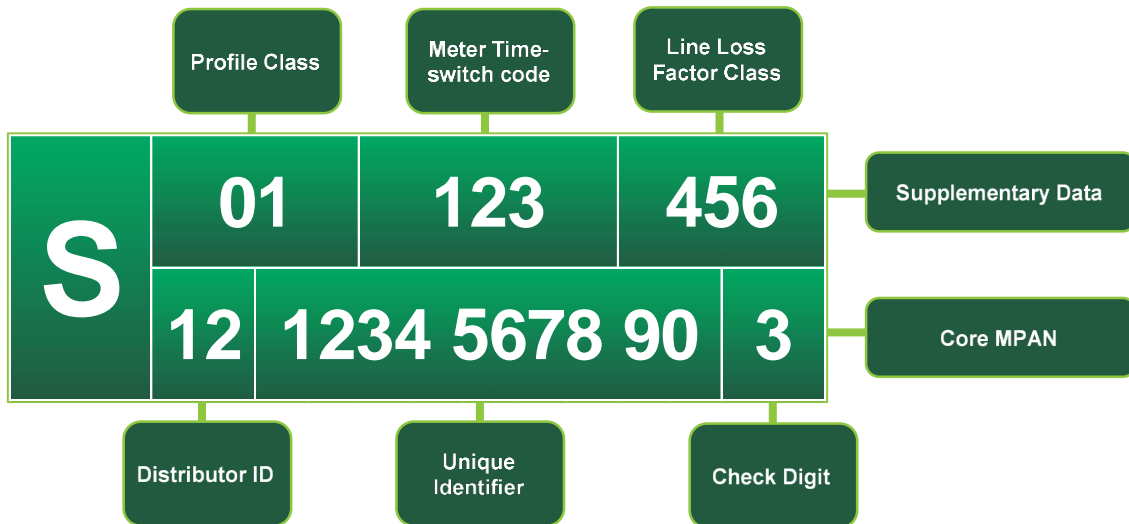 Profile Class
Meter Time-
switch code
Line Loss
Factor Class
S
01
123
456
Supplementary Data
12
1234 5678 90
3
Core MPAN
Distributor ID
Unique
Identifier
Check Digit